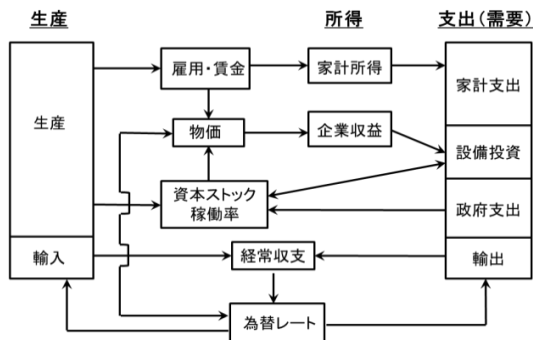 生産
所得
支出(需要)
生産
雇用・賃金
家計所得
家計支出
物価
企業収益
設備投資
資本ストック
稼働率
政府支出
輸入
経常収支
輸出
為替レート